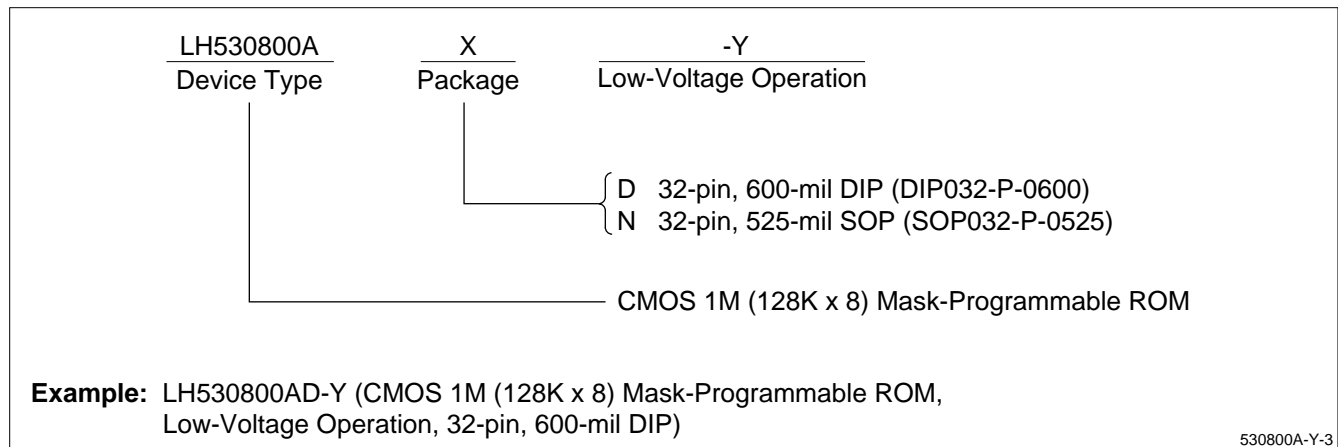 LH530800A X -Y
Device Type Package Low-Voltage Operation
D 32-pin, 600-mil DIP (DIP032-P-0600)
N 32-pin, 525-mil SOP (SOP032-P-0525)
CMOS 1M (128K x 8) Mask-Programmable ROM
Example: LH530800AD-Y (CMOS 1M (128K x 8) Mask-Programmable ROM,
Low-Voltage Operation, 32-pin, 600-mil DIP)
530800A-Y-3